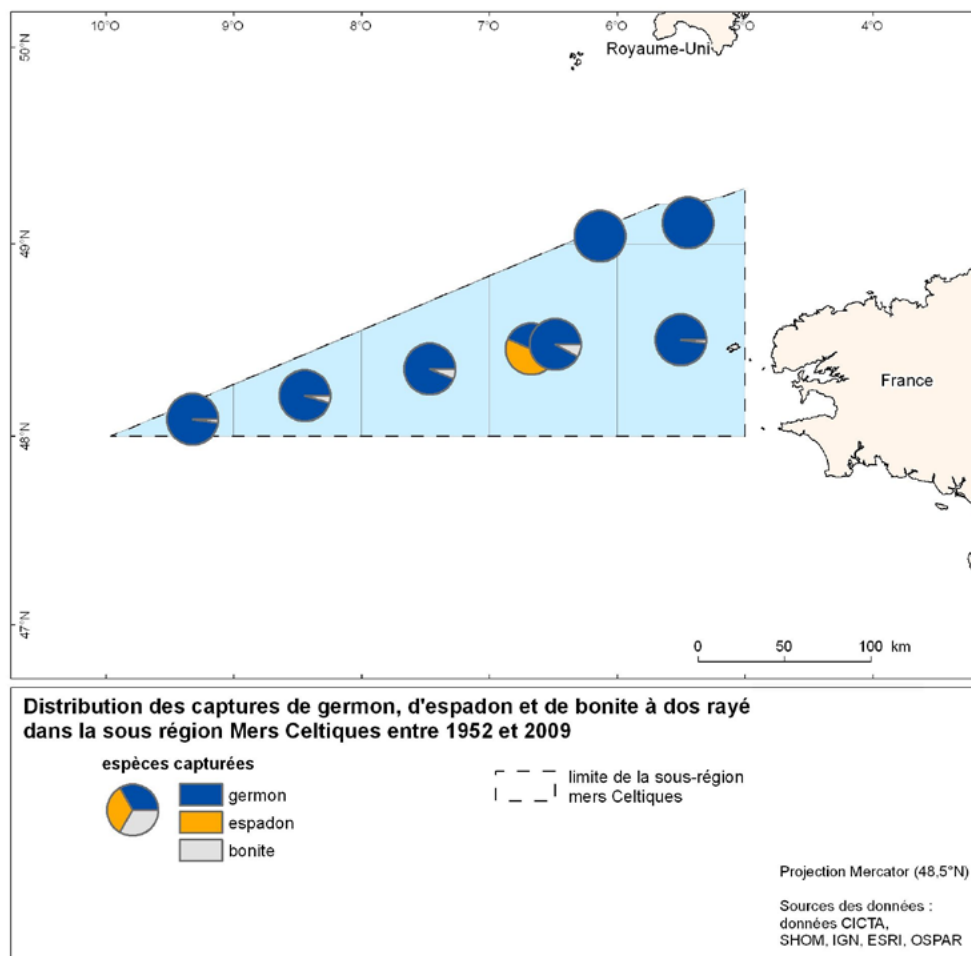 10°O 9°O 8°O 7°O 6°O 5°O 4°O
50°N
Royaume-Uni
49°N
France
48°N
47°N
0 50 100 km
Distribution des captures de germon, d'espadon et de bonite à dos rayé
dans la sous région Mers Celtiques entre 1952 et 2009
espèces capturées
germon
espadon
bonite
limite de la sous-région
mers Celtiques
Projection Mercator (48,5°N)
Sources des données :
données CICTA,
SHOM, IGN, ESRI, OSPAR